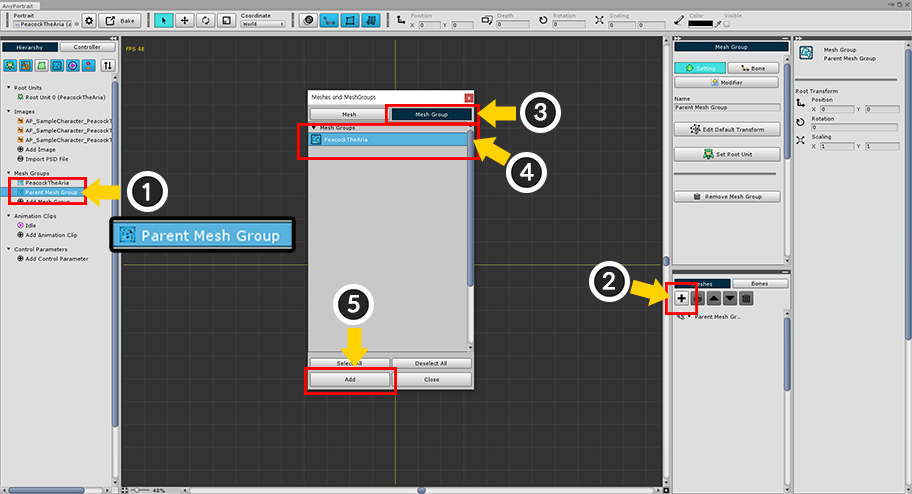 AnyPortrait
Portrait
PeacockTheAria (a
Bake
Coordinate
World
Position
X 0 Y 0
Depth
0
Rotation
0
Scaling
X 0 Y 0
Color
Visible
Hierarchy
Controller
Root Units
Root Unit 0 (PeacockTheAria)
Images
AP_SampleCharacter_PeacockT
AP_SampleCharacter_PeacockT
AP_SampleCharacter_PeacockT
Add Image
Import PSD File
Mesh Groups
PeacockTheAria
Parent Mesh Group
Add Mesh Group
Animation Clips
Idle
Add Animation Clip
Control Parameters
Add Control Parameter
1
Parent Mesh Group
FPS 48
Meshes and MeshGroups
x
Mesh
Mesh Group
3
Mesh Groups
PeacockTheAria
4
5
Select All
Deselect All
Add
Close
48%
Mesh Group
Setting
Bone
Modifier
Name
Parent Mesh Group
Edit Default Transform
Set Root Unit
Remove Mesh Group
2
Meshes
Bones
Parent Mesh Gr...
Mesh Group
Parent Mesh Group
Root Transform
Position
X 0 Y 0
Rotation
0
Scaling
X 1 Y 1